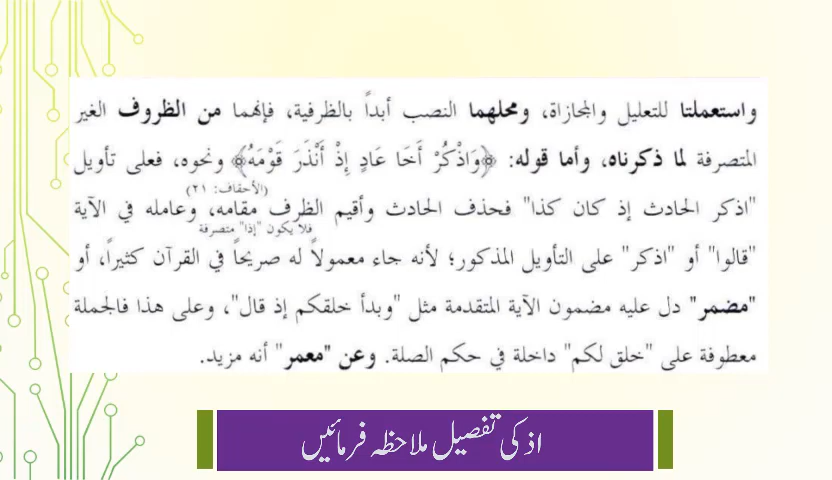 واستعملتا للتعليل والمجازاة، ومحلهما النصب أبداً بالظرفية، فإنهما من الظروف الغير
المتصرفة لما ذكرناه، وأما قوله: ﴿وَاذْكُرْ أَخَا عَادٍ إِذْ أَنْذَرَ قَوْمَهُ﴾ ونحوه، فعلى تأويل
(الأحقاف: ٢١)
"اذكر الحادث إذ كان كذا" فحذف الحادث وأقيم الظرف مقامه، وعامله في الآية
فلا يكون "إذا" متصرفة
"قالوا" أو "اذكر" على التأويل المذكور؛ لأنه جاء معمولاً له صريحاً في القرآن كثيراً، أو
"مضمر" دل عليه مضمون الآية المتقدمة مثل "وبدأ خلقكم إذ قال"، وعلى هذا فالجملة
معطوفة على "خلق لكم" داخلة في حكم الصلة. وعن "معمر" أنه مزيد.
اذ کی تفصیل ملاحظہ فرمائیں